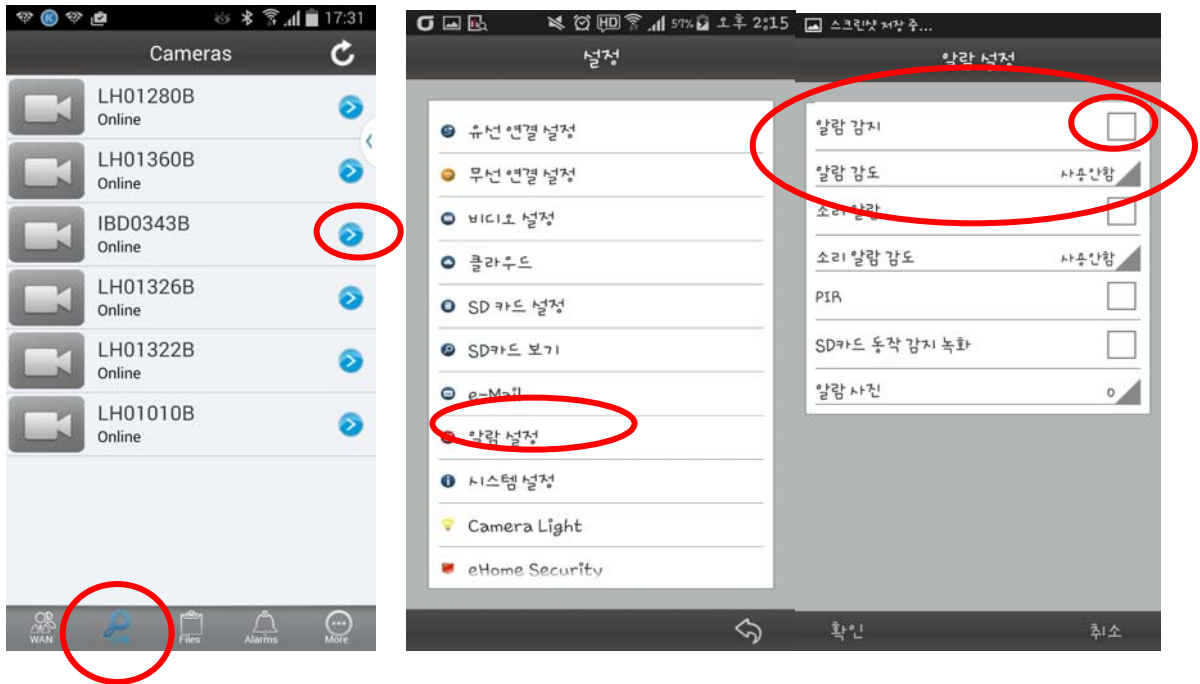 17:31
Cameras
LH01280B
Online
LH01360B
Online
IBD0343B
Online
LH01326B
Online
LH01322B
Online
LH01010B
Online
WAN
Files
Alarms
More
HD
57%
오후 2:15
설정
유선 연결 설정
무선 연결 설정
비디오 설정
클라우드
SD 카드 설정
SD카드 보기
e-Mail
알람 설정
시스템 설정
Camera Light
eHome Security
스크린샷 저장 중...
알람 설정
알람 감지
알람 감도 사용안함
소리 알람
소리 알람 감도 사용안함
PIR
SD카드 동작 감지 녹화
알람 사진 0
확인 취소